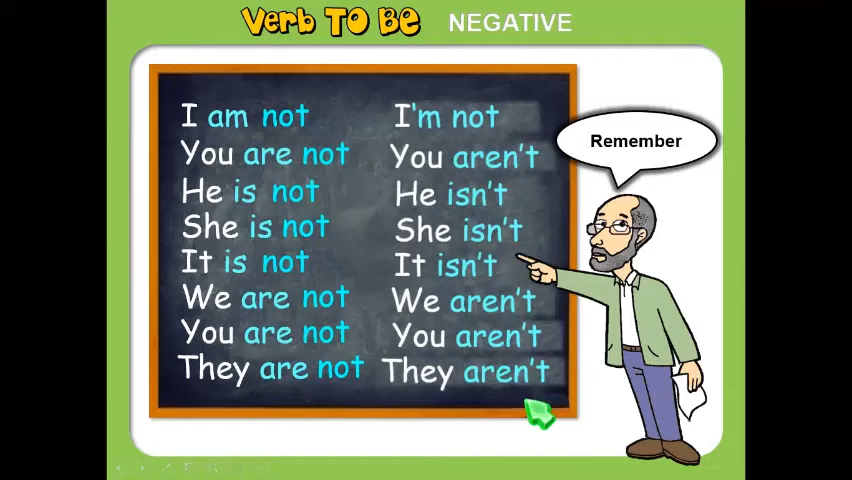 Verb TO BE NEGATIVE
I am not I'm not
You are not You aren't
He is not He isn't
She is not She isn't
It is not It isn't
We are not We aren't
You are not You aren't
They are not They aren't
Remember